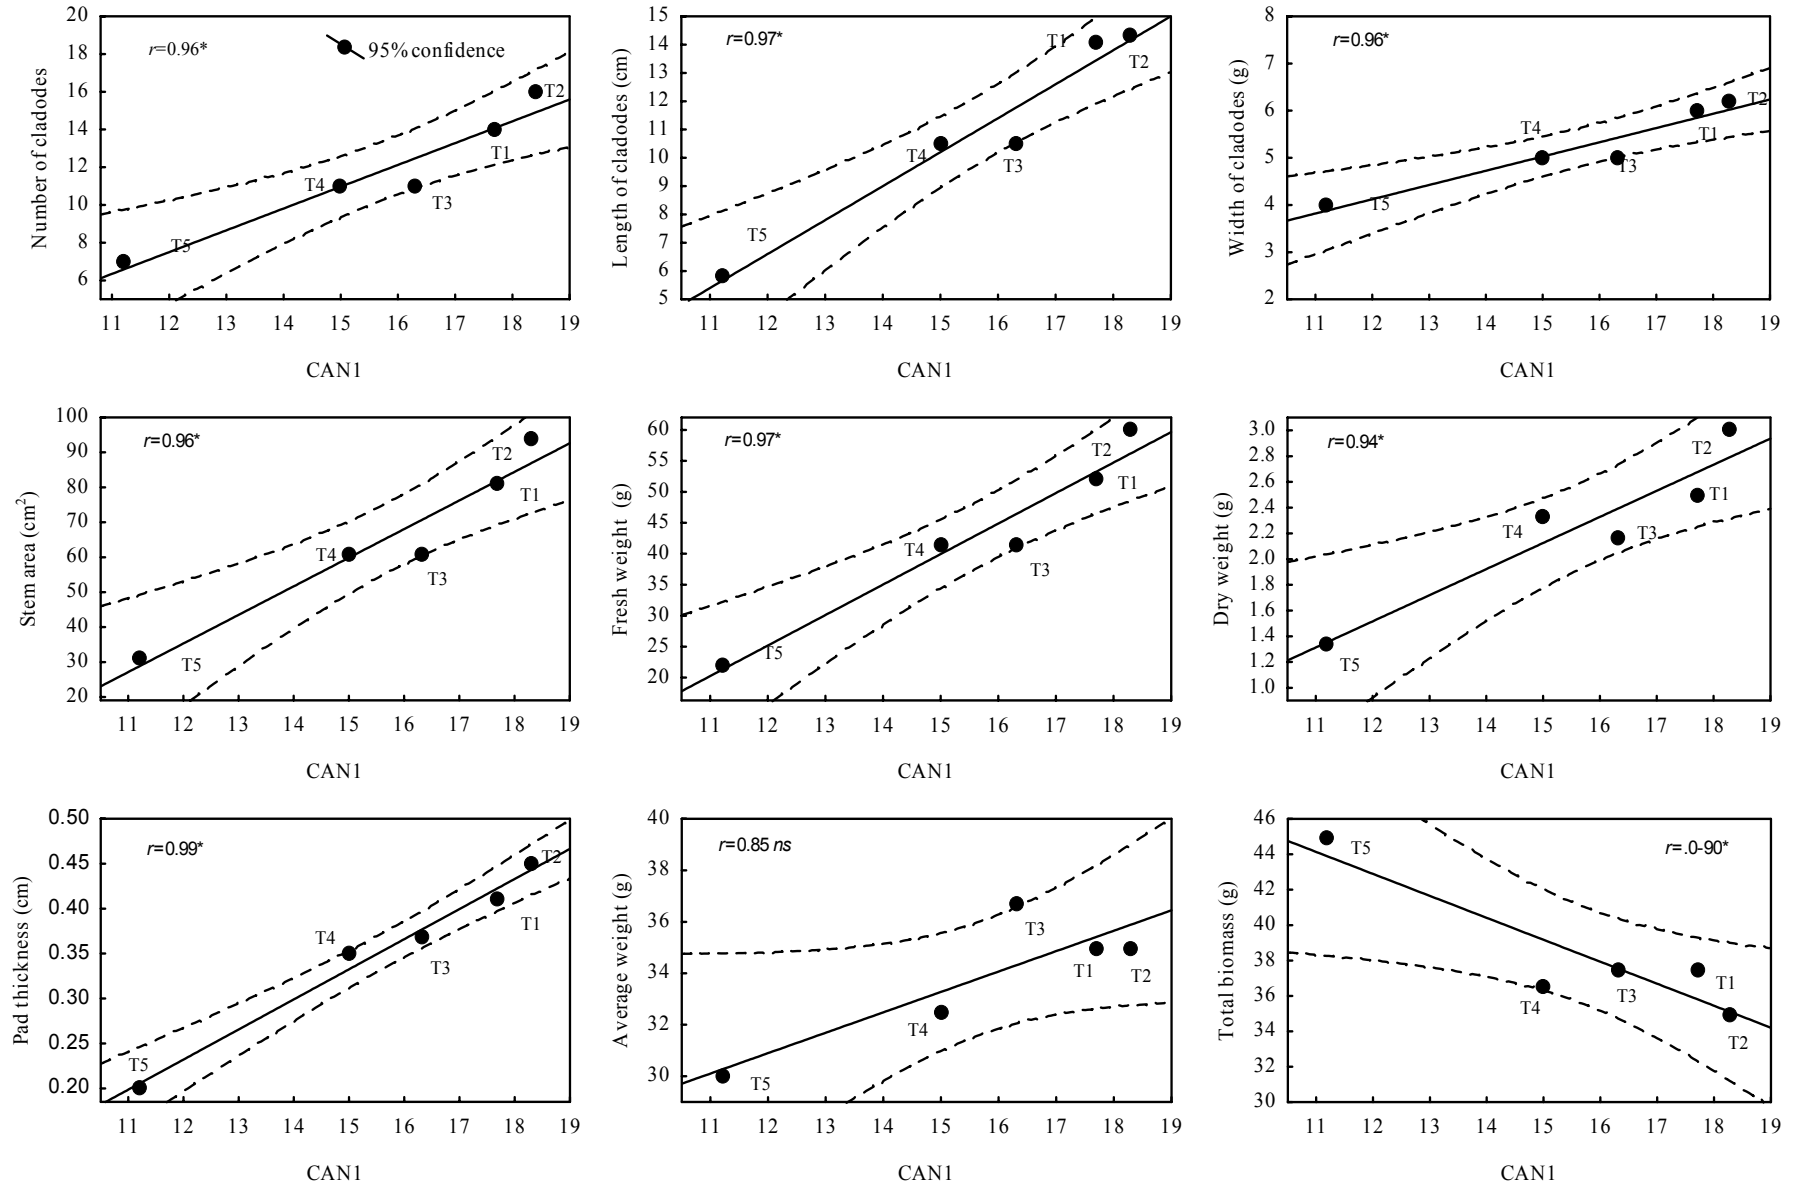 Number of cladodes
20
18
16
14
12
10
8
6
r=0.96*
95% confidence
T2
T1
T4
T3
T5
11 12 13 14 15 16 17 18 19
CAN1
Length of cladodes (cm)
15
14
13
12
11
10
9
8
7
6
5
r=0.97*
T1
T2
T4
T3
T5
11 12 13 14 15 16 17 18 19
CAN1
Width of cladodes (g)
8
7
6
5
4
3
2
r=0.96*
T2
T4
T1
T3
T5
11 12 13 14 15 16 17 18 19
CAN1
Stem area (cm²)
100
90
80
70
60
50
40
30
20
r=0.96*
T2
T1
T4
T3
T5
11 12 13 14 15 16 17 18 19
CAN1
Fresh weight (g)
60
55
50
45
40
35
30
25
20
r=0.97*
T2
T1
T4
T3
T5
11 12 13 14 15 16 17 18 19
CAN1
Dry weight (g)
3.0
2.8
2.6
2.4
2.2
2.0
1.8
1.6
1.4
1.2
1.0
r=0.94*
T2
T1
T4
T3
T5
11 12 13 14 15 16 17 18 19
CAN1
Pad thickness (cm)
0.50
0.45
0.40
0.35
0.30
0.25
0.20
r=0.99*
T2
T1
T4
T3
T5
11 12 13 14 15 16 17 18 19
CAN1
Average weight (g)
40
38
36
34
32
30
r=0.85 ns
T3
T1
T2
T4
T5
11 12 13 14 15 16 17 18 19
CAN1
Total biomass (g)
46
44
42
40
38
36
34
32
30
r=.0-90*
T5
T1
T3
T4
T2
11 12 13 14 15 16 17 18 19
CAN1